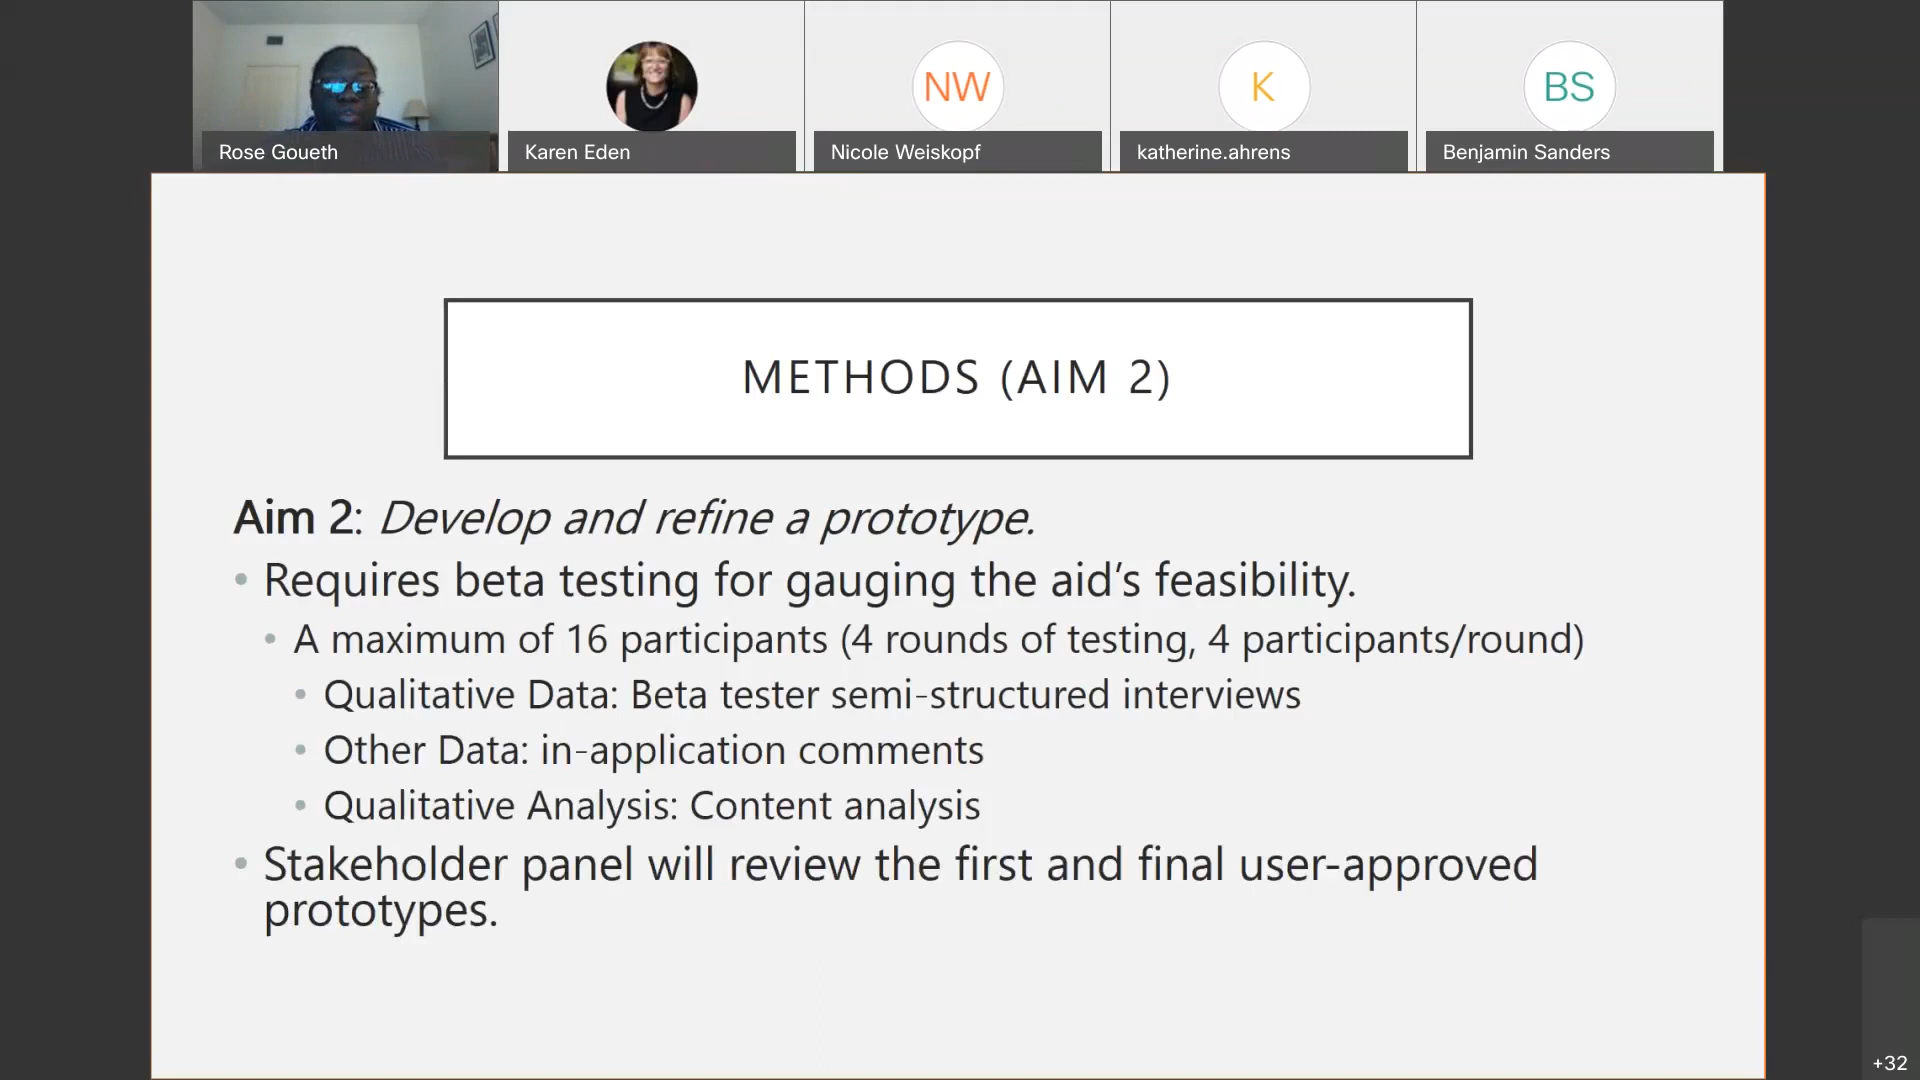 Rose Goueth
Karen Eden
NW
Nicole Weiskopf
K
katherine.ahrens
BS
Benjamin Sanders
METHODS (AIM 2)
Aim 2: Develop and refine a prototype.
• Requires beta testing for gauging the aid’s feasibility.
• A maximum of 16 participants (4 rounds of testing, 4 participants/round)
• Qualitative Data: Beta tester semi-structured interviews
• Other Data: in-application comments
• Qualitative Analysis: Content analysis
• Stakeholder panel will review the first and final user-approved
prototypes.
+32